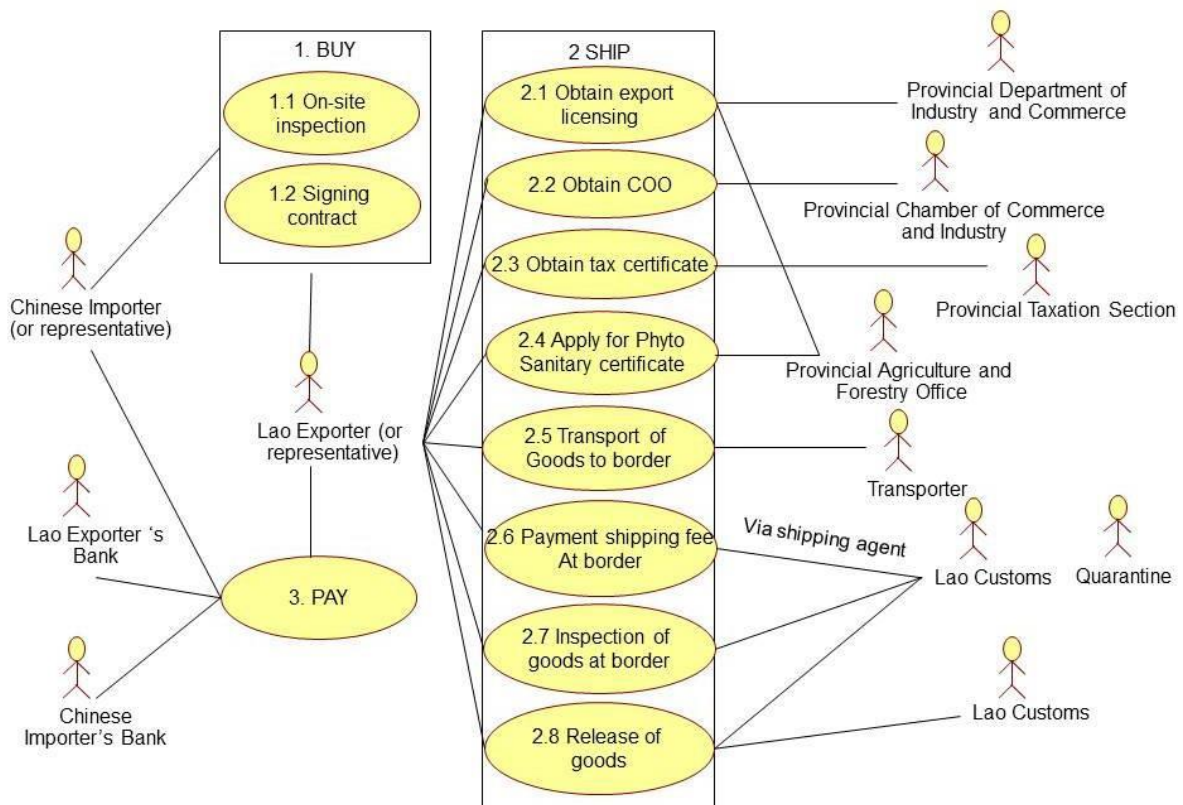 1. BUY
1.1 On-site
inspection
1.2 Signing
contract
Chinese Importer
(or representative)
Lao Exporter (or
representative)
Lao Exporter ‘s
Bank
3. PAY
Chinese
Importer’s Bank
2 SHIP
2.1 Obtain export
licensing
2.2 Obtain COO
2.3 Obtain tax certificate
2.4 Apply for Phyto
Sanitary certificate
2.5 Transport of
Goods to border
2.6 Payment shipping fee
At border
2.7 Inspection of
goods at border
2.8 Release of
goods
Provincial Department of
Industry and Commerce
Provincial Chamber of Commerce
and Industry
Provincial Taxation Section
Provincial Agriculture and
Forestry Office
Transporter
Via shipping agent
Lao Customs
Quarantine
Lao Customs